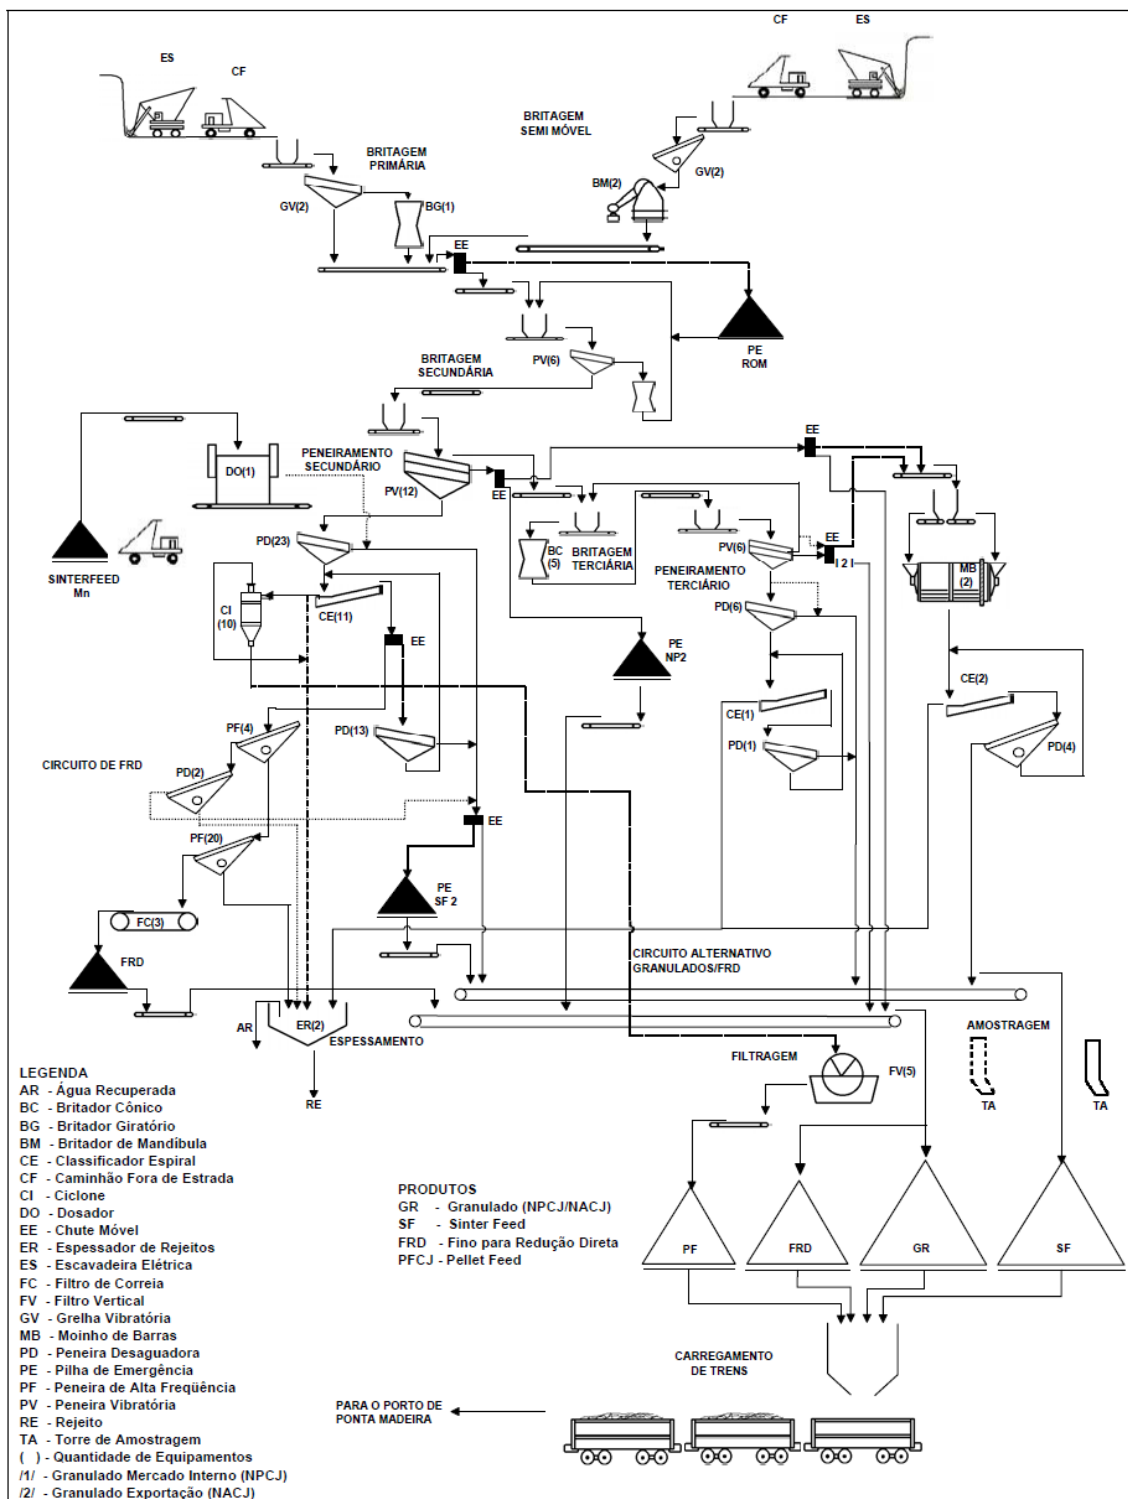 CF
ES
ES
CF
BRITAGEM
SEMI MÓVEL
BRITAGEM
PRIMÁRIA
GV(2)
BM(2)
GV(2)
BG(1)
EE
PE
ROM
BRITAGEM
SECUNDÁRIA
PV(6)
PENEIRAMENTO
SECUNDÁRIO
EE
DO(1)
PV(12)
EE
SINTERFEED
Mn
PD(23)
BC
(5)
BRITAGEM
TERCIÁRIA
PV(6)
EE
I 2 I
PENEIRAMENTO
TERCIÁRIO
MB
(2)
CI
(10)
CE(11)
PD(6)
EE
PE
NP2
CE(2)
CE(1)
PF(4)
PD(13)
PD(1)
PD(4)
CIRCUITO DE FRD
PD(2)
PF(20)
EE
PE
SF 2
FC(3)
FRD
CIRCUITO ALTERNATIVO
GRANULADOS/FRD
AR
ER(2)
ESPESSAMENTO
AMOSTRAGEM
FILTRAGEM
FV(5)
TA
TA
RE
LEGENDA
AR - Água Recuperada
BC - Britador Cônico
BG - Britador Giratório
BM - Britador de Mandíbula
CE - Classificador Espiral
CF - Caminhão Fora de Estrada
CI - Ciclone
DO - Dosador
EE - Chute Móvel
ER - Espessador de Rejeitos
ES - Escavadeira Elétrica
FC - Filtro de Correia
FV - Filtro Vertical
GV - Grelha Vibratória
MB - Moinho de Barras
PD - Peneira Desaguadora
PE - Pilha de Emergência
PF - Peneira de Alta Freqüência
PV - Peneira Vibratória
RE - Rejeito
TA - Torre de Amostragem
( ) - Quantidade de Equipamentos
/1/ - Granulado Mercado Interno (NPCJ)
/2/ - Granulado Exportação (NACJ)
PRODUTOS
GR - Granulado (NPCJ/NACJ)
SF - Sinter Feed
FRD - Fino para Redução Direta
PFCJ - Pellet Feed
PF
FRD
GR
SF
CARREGAMENTO
DE TRENS
PARA O PORTO DE
PONTA MADEIRA